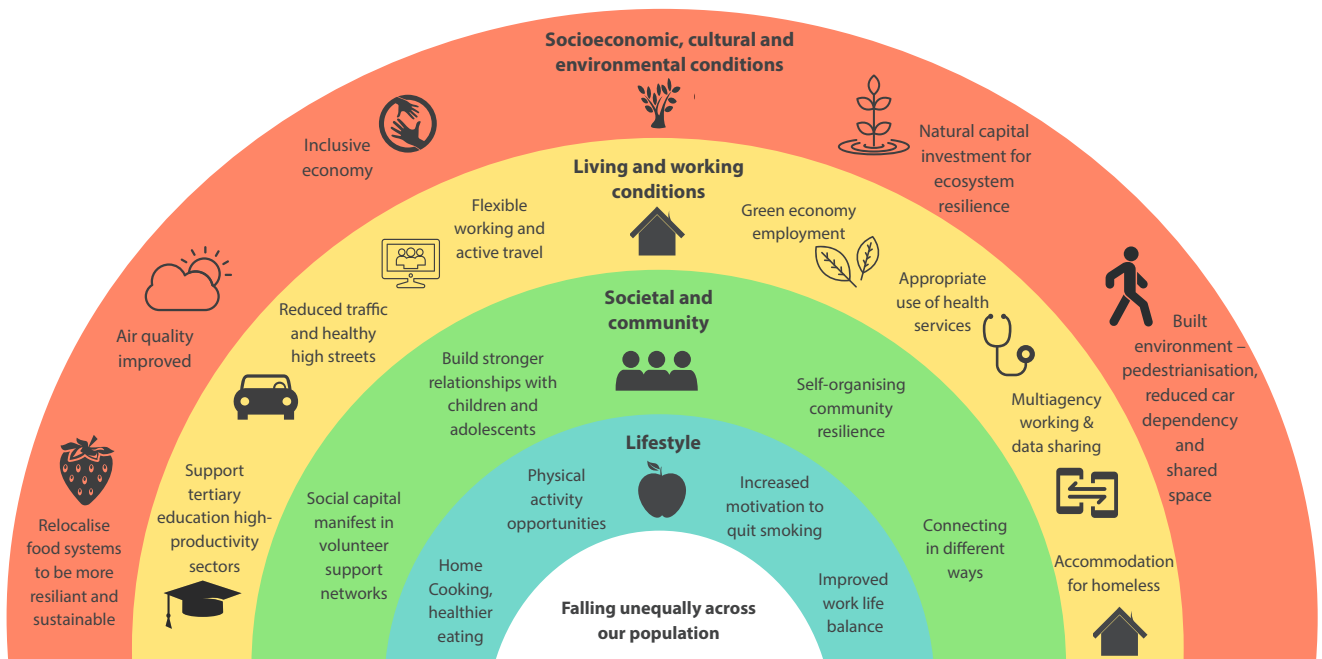 Socioeconomic, cultural and
environmental conditions
Inclusive
economy
Natural capital
investment for
ecosystem
resilience
Air quality
improved
Built
environment –
pedestrianisation,
reduced car
dependency
and
shared
space
Relocalise
food systems
to be more
resiliant and
sustainable
Living and working
conditions
Flexible
working and
active travel
Green economy
employment
Reduced traffic
and healthy
high streets
Appropriate
use of health
services
Support
tertiary
education high-
productivity
sectors
Multiagency
working &
data sharing
Accommodation
for homeless
Societal and
community
Build stronger
relationships with
children and
adolescents
Self-organising
community
resilience
Social capital
manifest in
volunteer
support
networks
Connecting
in different
ways
Lifestyle
Physical
activity
opportunities
Increased
motivation to
quit smoking
Home
Cooking,
healthier
eating
Improved
work life
balance
Falling unequally across
our population